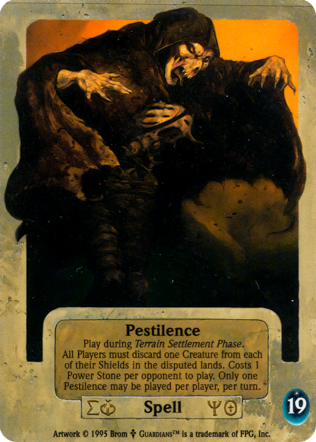 Pestilence
Play during Terrain Settlement Phase.
All Players must discard one Creature from each
of their Shields in the disputed lands. Costs 1
Power Stone per opponent to play. Only one
Pestilence may be played per player, per turn.
Spell
19
Artwork © 1995 Brom ✝ GUARDIANS™ is a trademark of FPG, Inc.